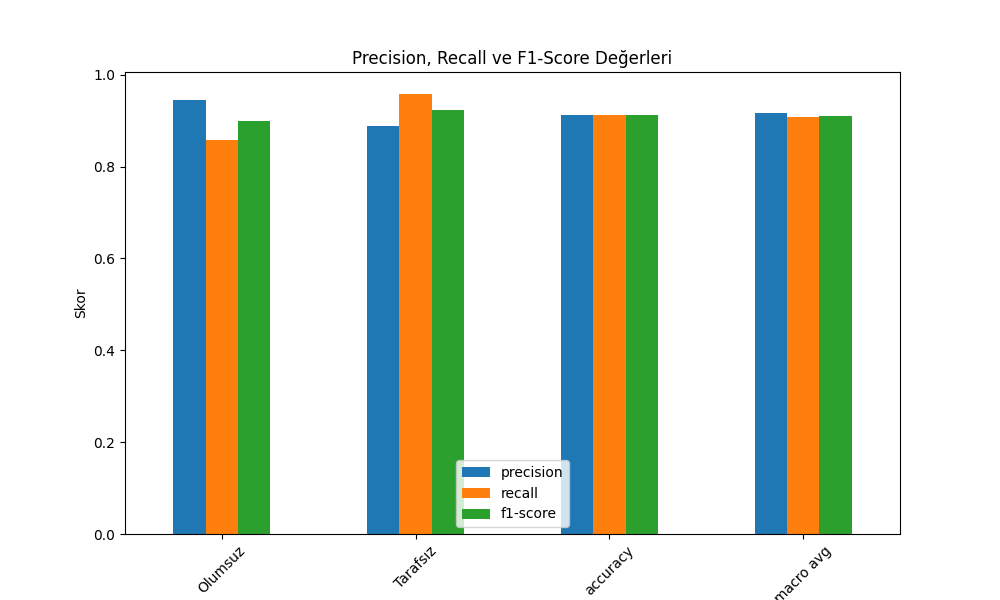 Precision, Recall ve F1-Score Değerleri
1.0
0.8
0.6
0.4
0.2
0.0
Skor
precision
recall
f1-score
Olumsuz
Tarafsız
accuracy
macro avg